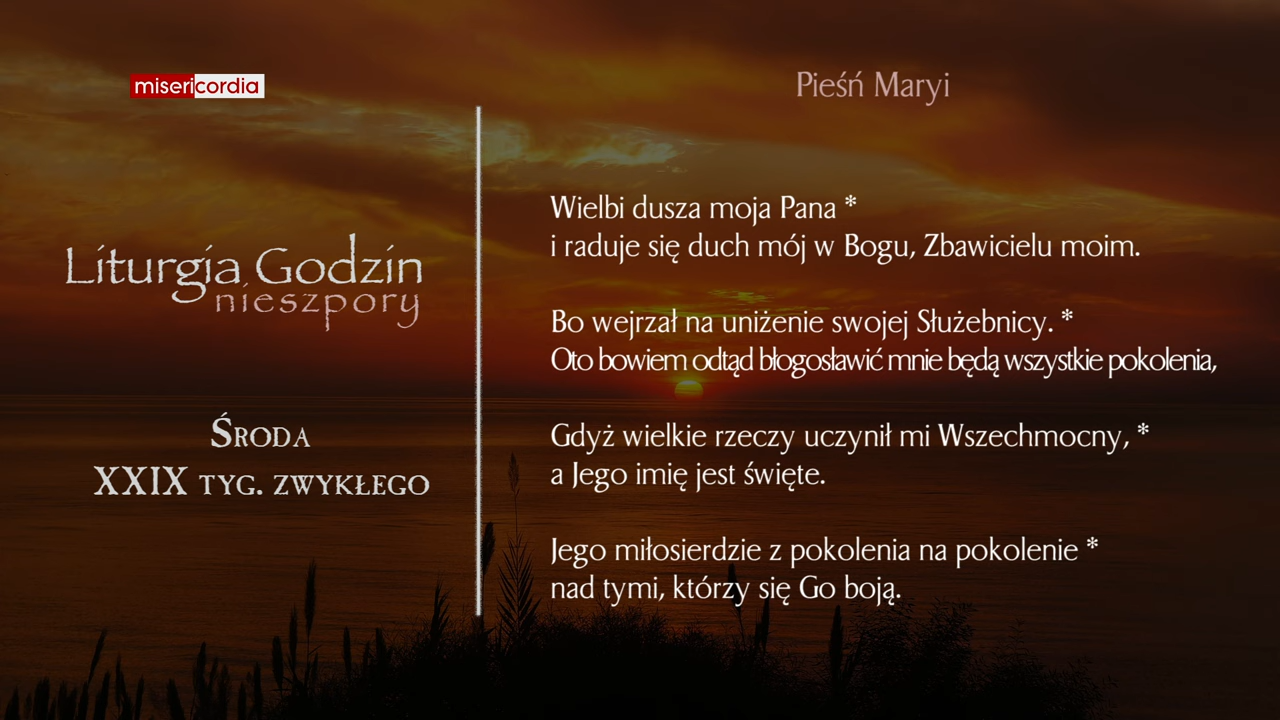 misericordia
Liturgia Godzin
nieszpory
Środa
XXIX tyg. zwykłego
Pieśń Maryi
Wielbi dusza moja Pana *
i raduje się duch mój w Bogu, Zbawicielu moim.
Bo wejrzał na uniżenie swojej Służebnicy. *
Oto bowiem odtąd błogosławić mnie będą wszystkie pokolenia,
Gdyż wielkie rzeczy uczynił mi Wszechmocny, *
a Jego imię jest święte.
Jego miłosierdzie z pokolenia na pokolenie *
nad tymi, którzy się Go boją.